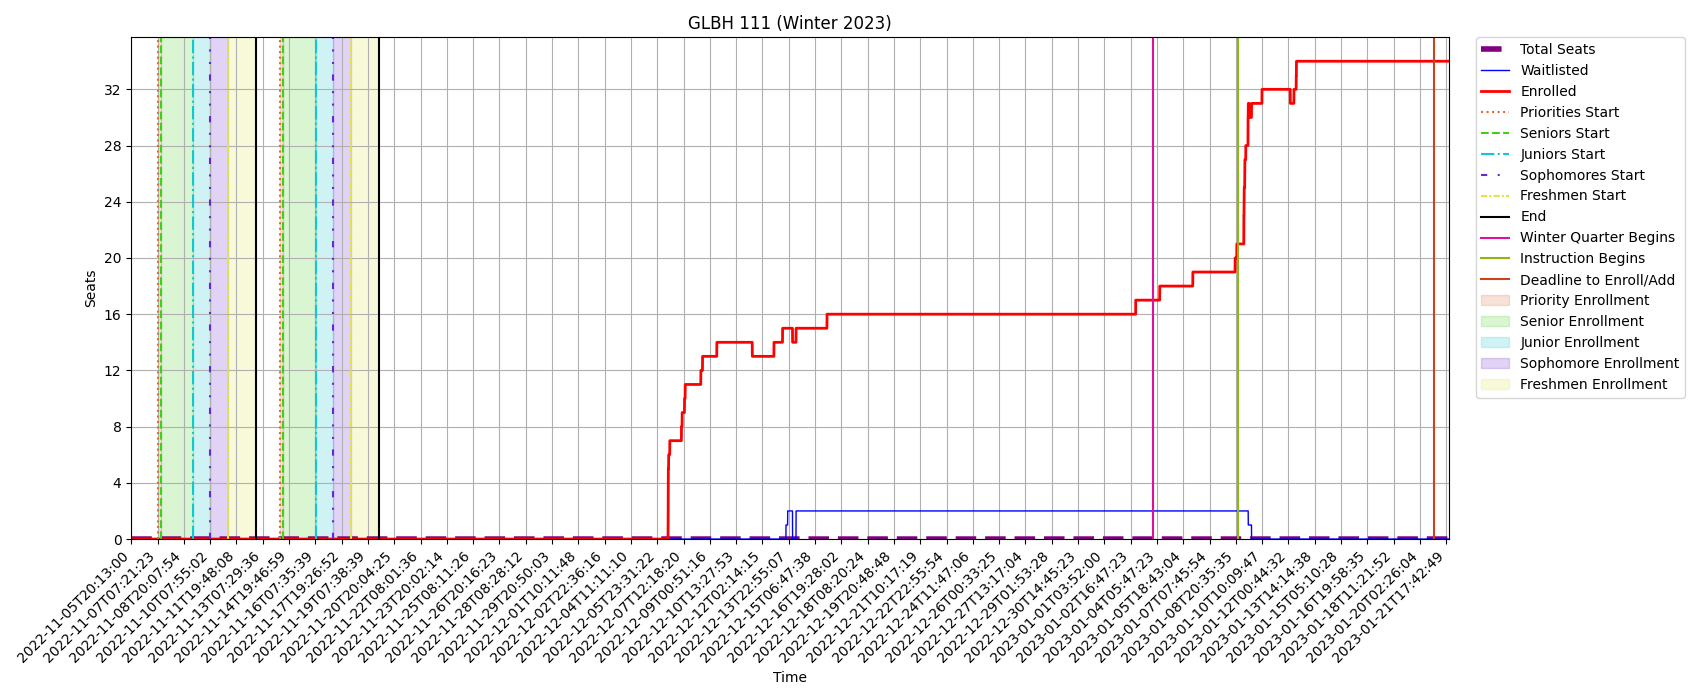 GLBH 111 (Winter 2023)
Seats
32
28
24
20
16
12
8
4
0
2022-11-05T20:13:00
2022-11-07T07:21:23
2022-11-08T20:07:54
2022-11-10T07:55:02
2022-11-11T19:48:08
2022-11-13T07:29:36
2022-11-14T19:46:59
2022-11-16T07:35:39
2022-11-17T19:26:52
2022-11-19T07:38:39
2022-11-20T20:04:25
2022-11-22T08:01:36
2022-11-23T20:02:14
2022-11-25T08:11:26
2022-11-26T20:16:23
2022-11-28T08:28:12
2022-11-29T20:50:03
2022-12-01T10:11:48
2022-12-02T22:36:16
2022-12-04T11:11:10
2022-12-05T23:31:22
2022-12-07T12:18:20
2022-12-09T00:51:16
2022-12-10T13:27:53
2022-12-12T02:14:15
2022-12-13T22:55:07
2022-12-15T06:47:38
2022-12-16T19:28:02
2022-12-18T08:20:24
2022-12-19T20:48:48
2022-12-21T10:17:19
2022-12-22T22:55:54
2022-12-24T11:47:06
2022-12-26T00:33:25
2022-12-27T13:17:04
2022-12-29T01:53:28
2022-12-30T14:45:23
2023-01-01T03:52:00
2023-01-02T16:47:23
2023-01-04T05:47:23
2023-01-05T18:43:04
2023-01-07T07:45:54
2023-01-08T20:35:35
2023-01-10T10:09:47
2023-01-12T00:44:32
2023-01-13T14:14:38
2023-01-15T05:10:28
2023-01-16T19:58:35
2023-01-18T11:21:52
2023-01-20T02:26:04
2023-01-21T17:42:49
Time
Total Seats
Waitlisted
Enrolled
Priorities Start
Seniors Start
Juniors Start
Sophomores Start
Freshmen Start
End
Winter Quarter Begins
Instruction Begins
Deadline to Enroll/Add
Priority Enrollment
Senior Enrollment
Junior Enrollment
Sophomore Enrollment
Freshmen Enrollment